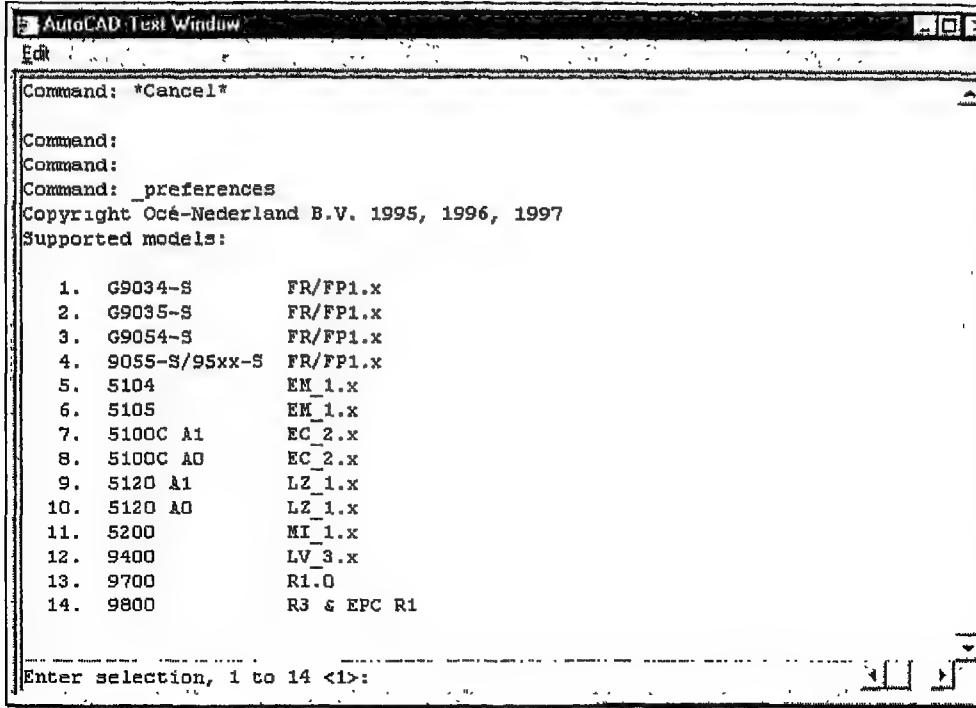 AutoCAD Text Window
Edit
Command: *Cancel*
Command:
Command:
Command: _preferences
Copyright Océ-Nederland B.V. 1995, 1996, 1997
Supported models:
1. G9034-S FR/FP1.x
2. G9035-S FR/FP1.x
3. G9054-S FR/FP1.x
4. 9055-S/95xx-S FR/FP1.x
5. 5104 EM_1.x
6. 5105 EM_1.x
7. 5100C A1 EC_2.x
8. 5100C A0 EC_2.x
9. 5120 A1 LZ_1.x
10. 5120 A0 LZ_1.x
11. 5200 MI_1.x
12. 9400 LV_3.x
13. 9700 R1.0
14. 9800 R3 & EPC R1
Enter selection, 1 to 14 <1>: